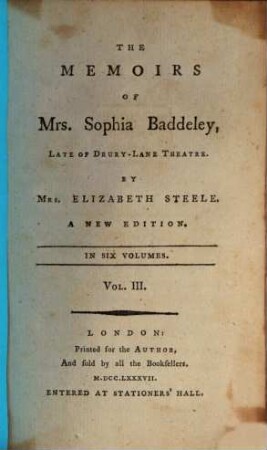 THE
MEMOIRS
OF
Mrs. Sophia Baddeley,
LATE OF DRURY-LANE THEATRE.
BY
MRS. ELIZABETH STEELE.
A NEW EDITION.
IN SIX VOLUMES.
VOL. III.
LONDON:
Printed for the AUTHOR,
And sold by all the Booksellers.
M.DCC.LXXXVII.
ENTERED AT STATIONERS' HALL.